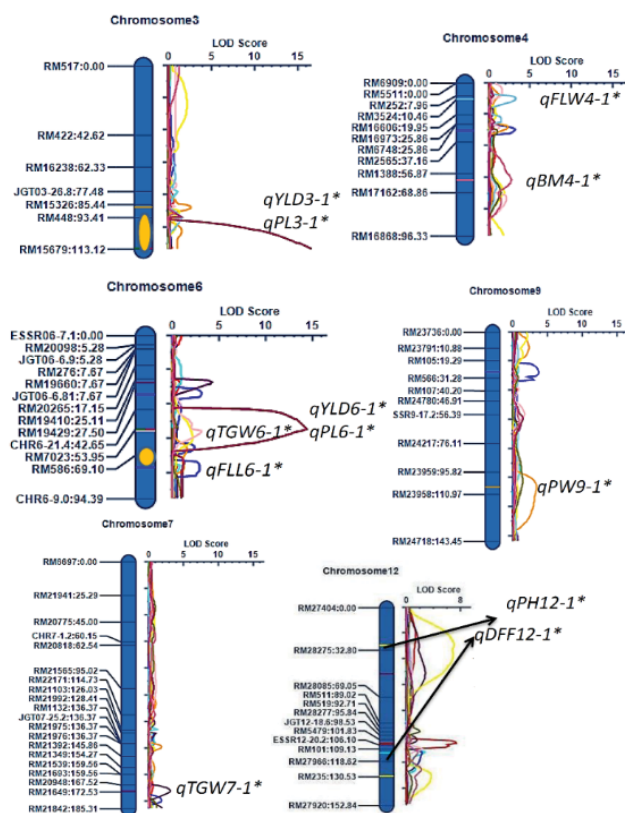 Chromosome3
LOD Score
0 5 10 15
RM517:0.00
RM422:42.62
RM16238:62.33
JGT03-26.8:77.48
RM15326:85.44
RM448:93.41
RM15679:113.12
qYLD3-1*
qPL3-1*
Chromosome4
LOD Score
0 5 10 15
RM6909:0.00
RM5511:0.00
RM252:7.96
RM3524:10.46
RM16606:19.95
RM16973:25.86
RM6748:25.86
RM2565:37.16
RM1388:56.87
RM17162:68.86
RM16868:96.33
qFLW4-1*
qBM4-1*
Chromosome6
LOD Score
0 5 10 15
ESSR06-7.1:0.00
RM20098:5.28
JGT06-6.9:5.28
RM276:7.67
RM19660:7.67
JGT06-6.81:7.67
RM20265:17.15
RM19410:25.11
RM19429:27.50
CHR6-21.4:42.65
RM7023:53.95
RM586:69.10
CHR6-9.0:94.39
qYLD6-1*
qTGW6-1*
qPL6-1*
qFLL6-1*
Chromosome9
LOD Score
0 5 10 15
RM23736:0.00
RM23791:10.88
RM105:19.29
RM566:31.28
RM107:40.20
RM24780:46.91
SSR9-17.2:56.39
RM24217:76.11
RM23959:95.82
RM23958:110.97
RM24718:143.45
qPW9-1*
Chromosome7
LOD Score
0 5 10 15
RM6697:0.00
RM21941:25.29
RM20775:45.00
CHR7-1.2:60.15
RM20818:62.54
RM21565:95.02
RM22171:114.73
RM21103:126.03
RM21992:128.41
RM1132:136.37
JGT07-25.2:136.37
RM21975:136.37
RM21976:136.37
RM21392:145.86
RM21349:154.27
RM21539:159.56
RM21693:159.56
RM20948:167.52
RM21649:172.53
RM21842:185.31
qTGW7-1*
Chromosome12
LOD Score
0 8
RM27404:0.00
RM28275:32.80
RM28085:69.05
RM511:89.02
RM519:92.71
RM28277:95.84
JGT12-18.6:98.53
RM5479:101.83
ESSR12-20.2:106.10
RM101:109.13
RM27966:118.62
RM235:130.53
RM27920:152.84
qPH12-1*
qDFF12-1*